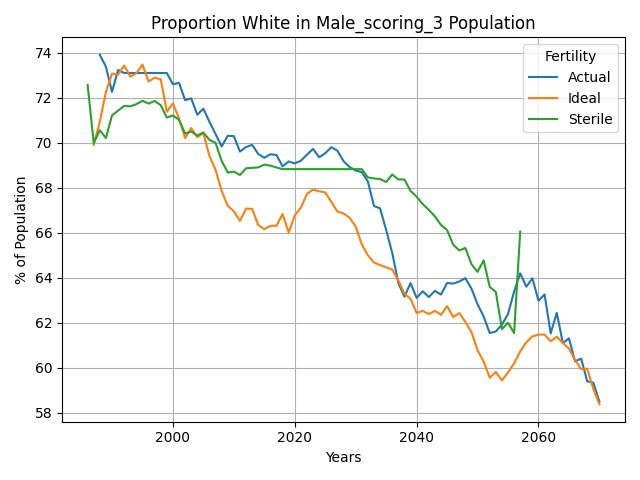 Proportion White in Male_scoring_3 Population
% of Population
74
72
70
68
66
64
62
60
58
Fertility
Actual
Ideal
Sterile
2000
2020
2040
2060
Years